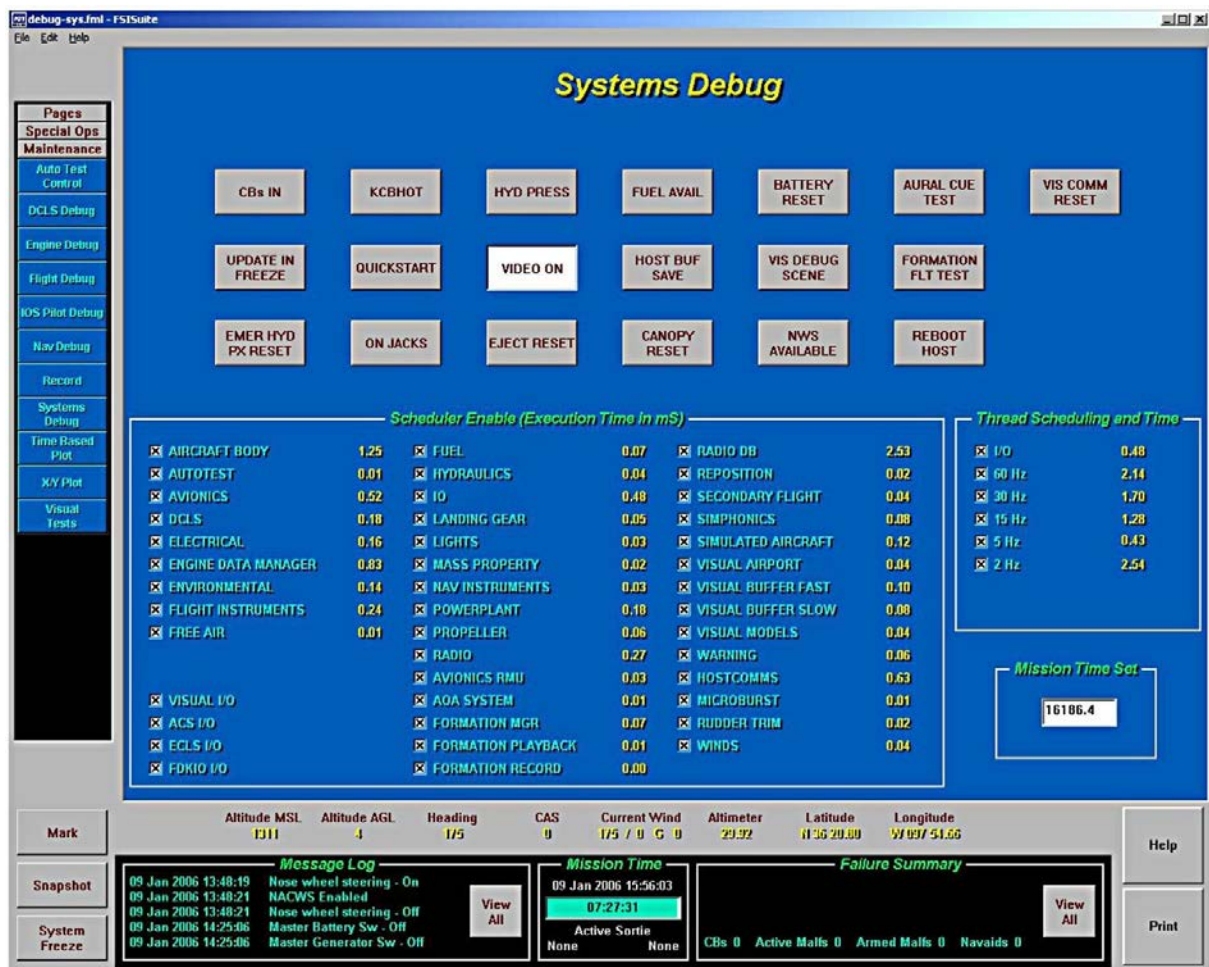 debug-sys.fml - FSISuite
File Edit Help
Systems Debug
Pages
Special Ops
Maintenance
Auto Test
Control
DCLS Debug
Engine Debug
Flight Debug
IOS Pilot Debug
Nav Debug
Record
Systems
Debug
Time Based
Plot
X/Y Plot
Visual
Tests
CBs IN
KCBHOT
HYD PRESS
FUEL AVAIL
BATTERY
RESET
AURAL CUE
TEST
VIS COMM
RESET
UPDATE IN
FREEZE
QUICKSTART
VIDEO ON
HOST BUF
SAVE
VIS DEBUG
SCENE
FORMATION
FLT TEST
EMER HYD
PX RESET
ON JACKS
EJECT RESET
CANOPY
RESET
NWS
AVAILABLE
REBOOT
HOST
Scheduler Enable (Execution Time in mS)
AIRCRAFT BODY 1.25
AUTOTEST 0.01
AVIONICS 0.52
DCLS 0.18
ELECTRICAL 0.16
ENGINE DATA MANAGER 0.83
ENVIRONMENTAL 0.14
FLIGHT INSTRUMENTS 0.24
FREE AIR 0.01
VISUAL I/O
ACS I/O
ECLS I/O
FDKIO I/O
FUEL 0.07
HYDRAULICS 0.04
IO 0.48
LANDING GEAR 0.05
LIGHTS 0.03
MASS PROPERTY 0.02
NAV INSTRUMENTS 0.03
POWERPLANT 0.18
PROPELLER 0.06
RADIO 0.27
AVIONICS RMU 0.03
AOA SYSTEM 0.01
FORMATION MGR 0.07
FORMATION PLAYBACK 0.01
FORMATION RECORD 0.00
RADIO DB 2.53
REPOSITION 0.02
SECONDARY FLIGHT 0.04
SIMPHONICS 0.08
SIMULATED AIRCRAFT 0.12
VISUAL AIRPORT 0.04
VISUAL BUFFER FAST 0.10
VISUAL BUFFER SLOW 0.08
VISUAL MODELS 0.04
WARNING 0.06
HOSTCOMMS 0.63
MICROBURST 0.01
RUDDER TRIM 0.02
WINDS 0.04
Thread Scheduling and Time
I/O 0.48
60 Hz 2.14
30 Hz 1.70
15 Hz 1.28
5 Hz 0.43
2 Hz 2.54
Mission Time Set
16186.4
Mark
Snapshot
System
Freeze
Altitude MSL Altitude AGL Heading CAS Current Wind Altimeter Latitude Longitude
1311 4 175 0 175 / 0 G 0 29.92 N 36 20.80 W 097 54.66
Message Log
09 Jan 2006 13:48:19 Nose wheel steering - On
09 Jan 2006 13:48:21 NACWS Enabled
09 Jan 2006 13:48:21 Nose wheel steering - Off
09 Jan 2006 14:25:06 Master Battery Sw - Off
09 Jan 2006 14:25:06 Master Generator Sw - Off
View
All
Mission Time
09 Jan 2006 15:56:03
07:27:31
Active Sortie
None None
Failure Summary
CBs 0 Active Malfs 0 Armed Malfs 0 Navaids 0
View
All
Help
Print